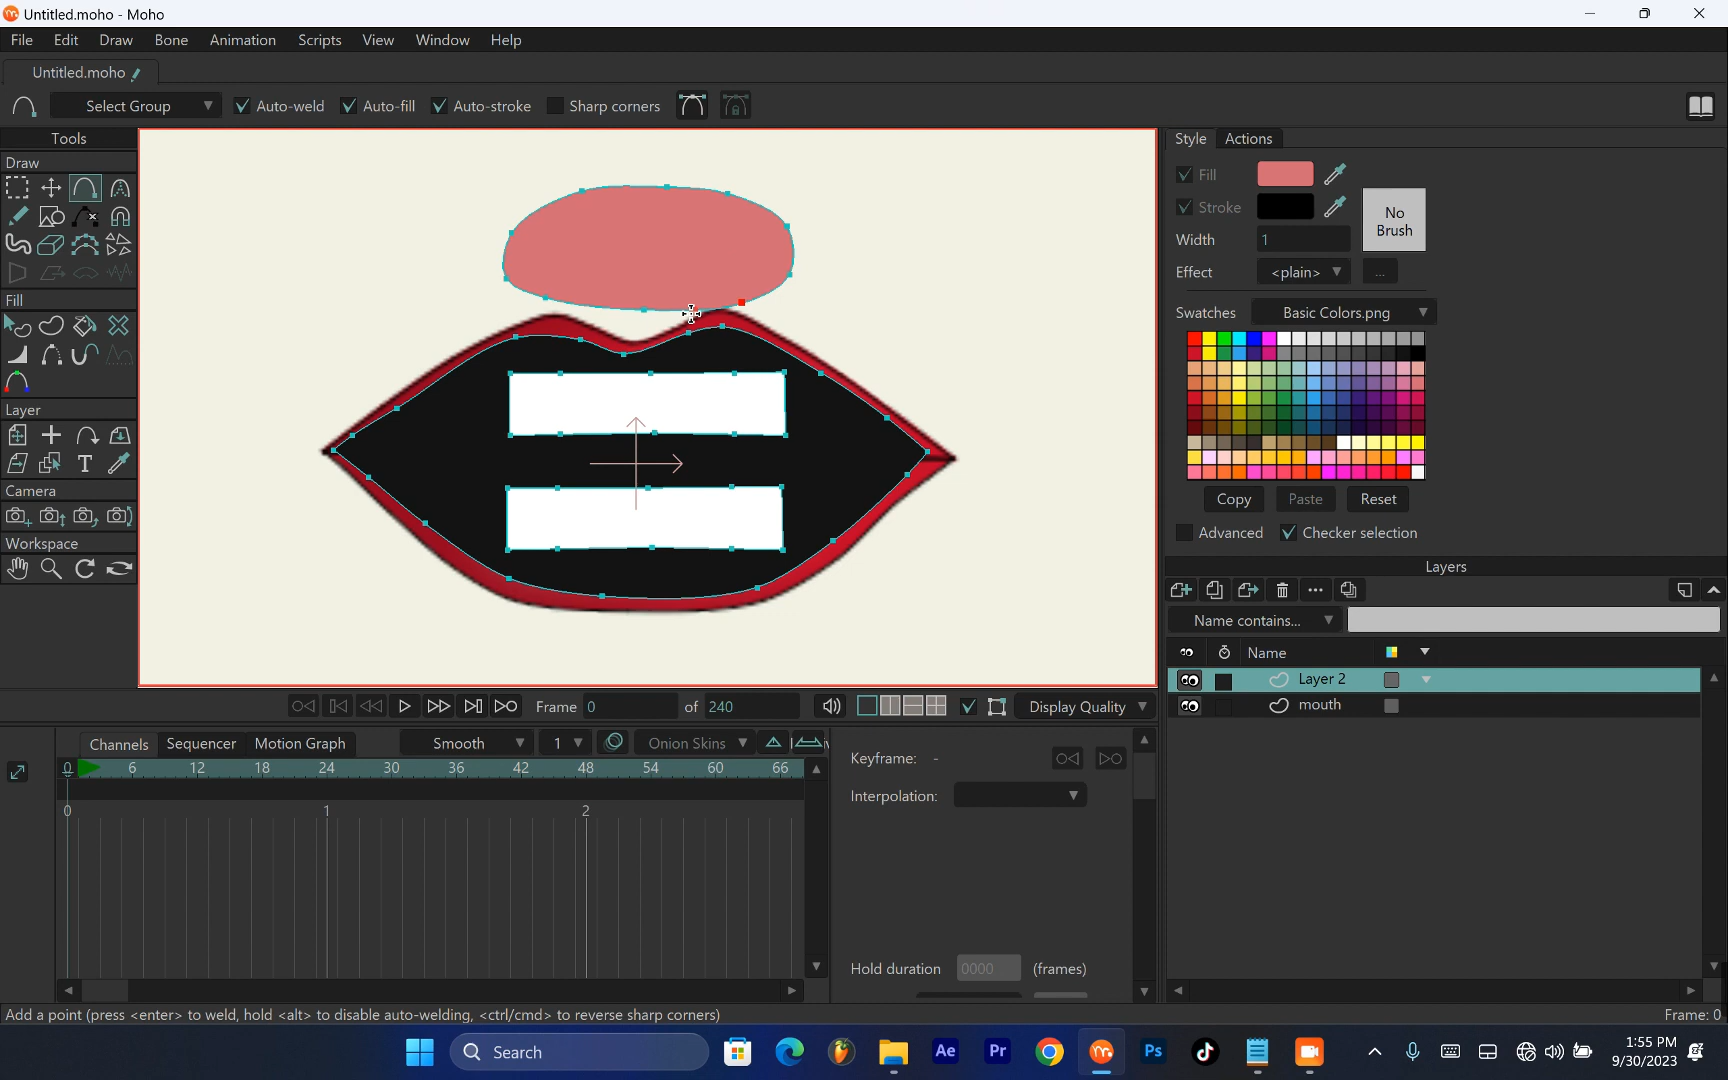 Untitled.moho - Moho
File Edit Draw Bone Animation Scripts View Window Help
Untitled.moho
Select Group Auto-weld Auto-fill Auto-stroke Sharp corners
Tools
Draw
Fill
Layer
T
Camera
Workspace
Style Actions
Fill
Stroke
No
Brush
Width 1
Effect <plain> ...
Swatches Basic Colors.png
Copy Paste Reset
Advanced Checker selection
Layers
Name contains...
Name
Layer 2
mouth
Frame 0 of 240 Display Quality
Channels Sequencer Motion Graph Smooth 1 Onion Skins
0 6 12 18 24 30 36 42 48 54 60 66
0 1 2
Keyframe: -
Interpolation:
Hold duration 0000 (frames)
Add a point (press <enter> to weld, hold <alt> to disable auto-welding, <ctrl/cmd> to reverse sharp corners) Frame: 0
Search Ae Pr Ps 1:55 PM
9/30/2023